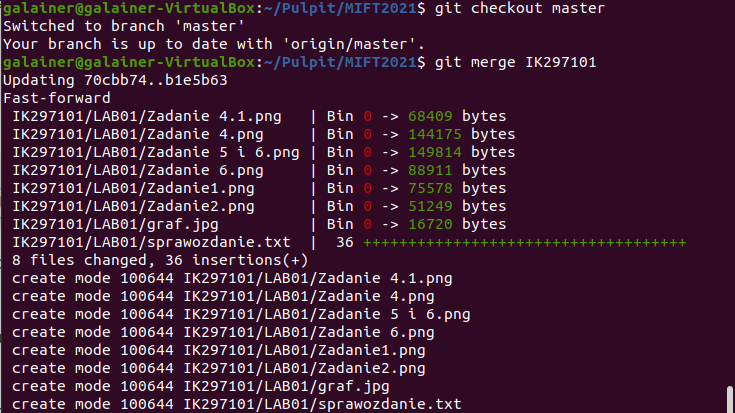 galainer@galainer-VirtualBox:~/Pulpit/MIFT2021$ git checkout master
Switched to branch 'master'
Your branch is up to date with 'origin/master'.
galainer@galainer-VirtualBox:~/Pulpit/MIFT2021$ git merge IK297101
Updating 70cbb74..b1e5b63
Fast-forward
 IK297101/LAB01/Zadanie 4.1.png   | Bin 0 -> 68409 bytes
 IK297101/LAB01/Zadanie 4.png     | Bin 0 -> 144175 bytes
 IK297101/LAB01/Zadanie 5 i 6.png | Bin 0 -> 149814 bytes
 IK297101/LAB01/Zadanie 6.png     | Bin 0 -> 88911 bytes
 IK297101/LAB01/Zadanie1.png      | Bin 0 -> 75578 bytes
 IK297101/LAB01/Zadanie2.png      | Bin 0 -> 51249 bytes
 IK297101/LAB01/graf.jpg          | Bin 0 -> 16720 bytes
 IK297101/LAB01/sprawozdanie.txt  |  36 ++++++++++++++++++++++++++++++++++++
 8 files changed, 36 insertions(+)
 create mode 100644 IK297101/LAB01/Zadanie 4.1.png
 create mode 100644 IK297101/LAB01/Zadanie 4.png
 create mode 100644 IK297101/LAB01/Zadanie 5 i 6.png
 create mode 100644 IK297101/LAB01/Zadanie 6.png
 create mode 100644 IK297101/LAB01/Zadanie1.png
 create mode 100644 IK297101/LAB01/Zadanie2.png
 create mode 100644 IK297101/LAB01/graf.jpg
 create mode 100644 IK297101/LAB01/sprawozdanie.txt